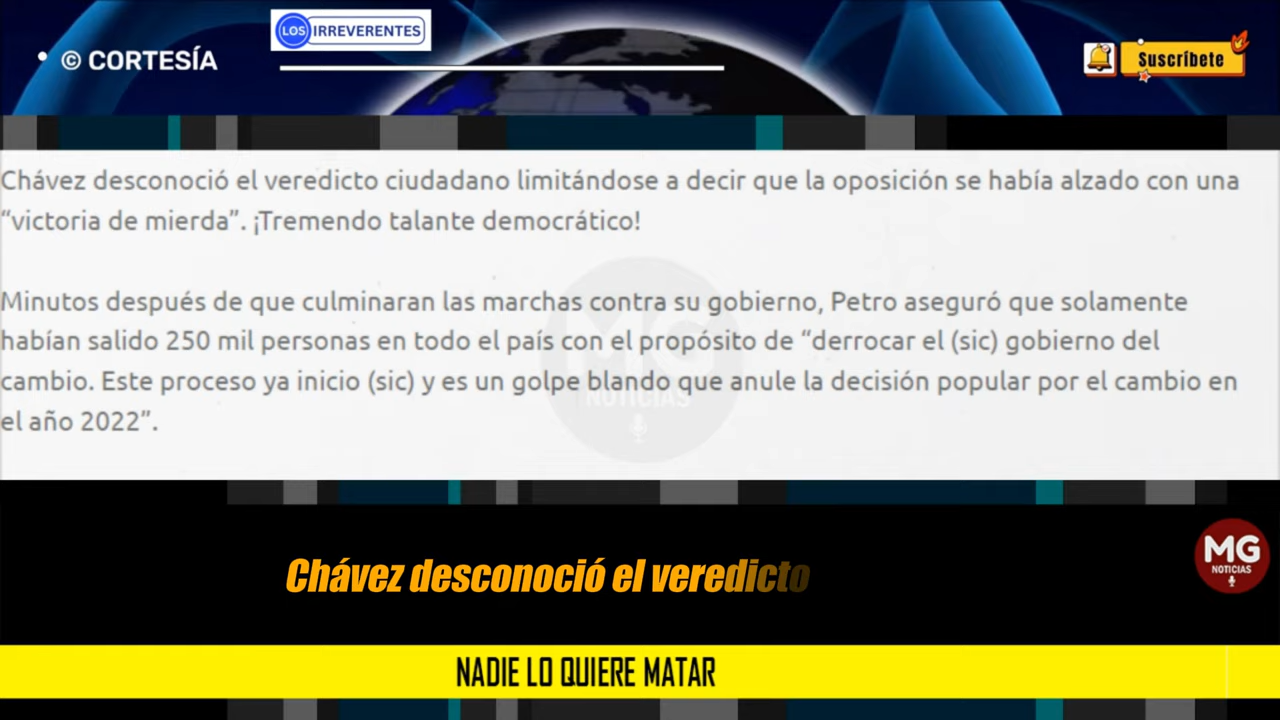 LOS IRREVERENTES
© CORTESÍA
Suscríbete
Chávez desconoció el veredicto ciudadano limitándose a decir que la oposición se había alzado con una
“victoria de mierda”. ¡Tremendo talante democrático!
Minutos después de que culminaran las marchas contra su gobierno, Petro aseguró que solamente
habían salido 250 mil personas en todo el país con el propósito de “derrocar el (sic) gobierno del
cambio. Este proceso ya inicio (sic) y es un golpe blando que anule la decisión popular por el cambio en
el año 2022”.
MG
NOTICIAS
Chávez desconoció el veredicto
MG
NOTICIAS
NADIE LO QUIERE MATAR